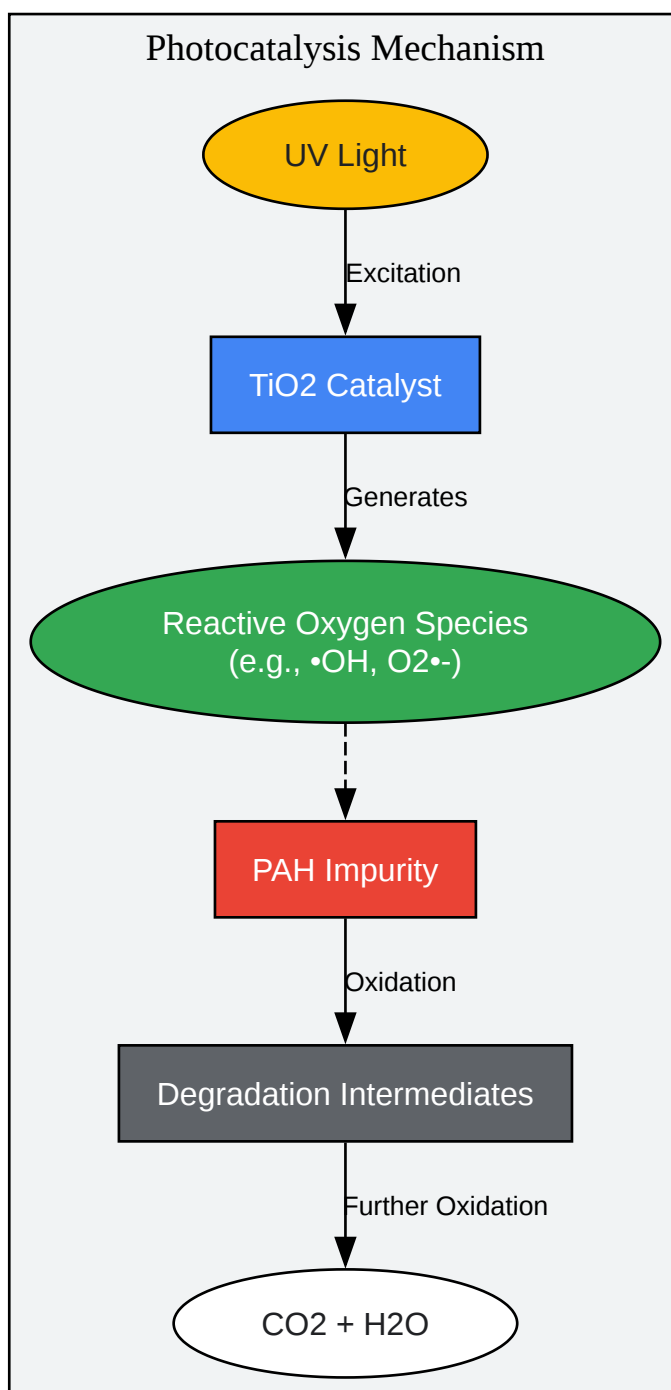 Photocatalysis Mechanism
UV Light
Excitation
TiO2 Catalyst
Generates
Reactive Oxygen Species
(e.g., •OH, O2•-)
PAH Impurity
Oxidation
Degradation Intermediates
Further Oxidation
CO2 + H2O